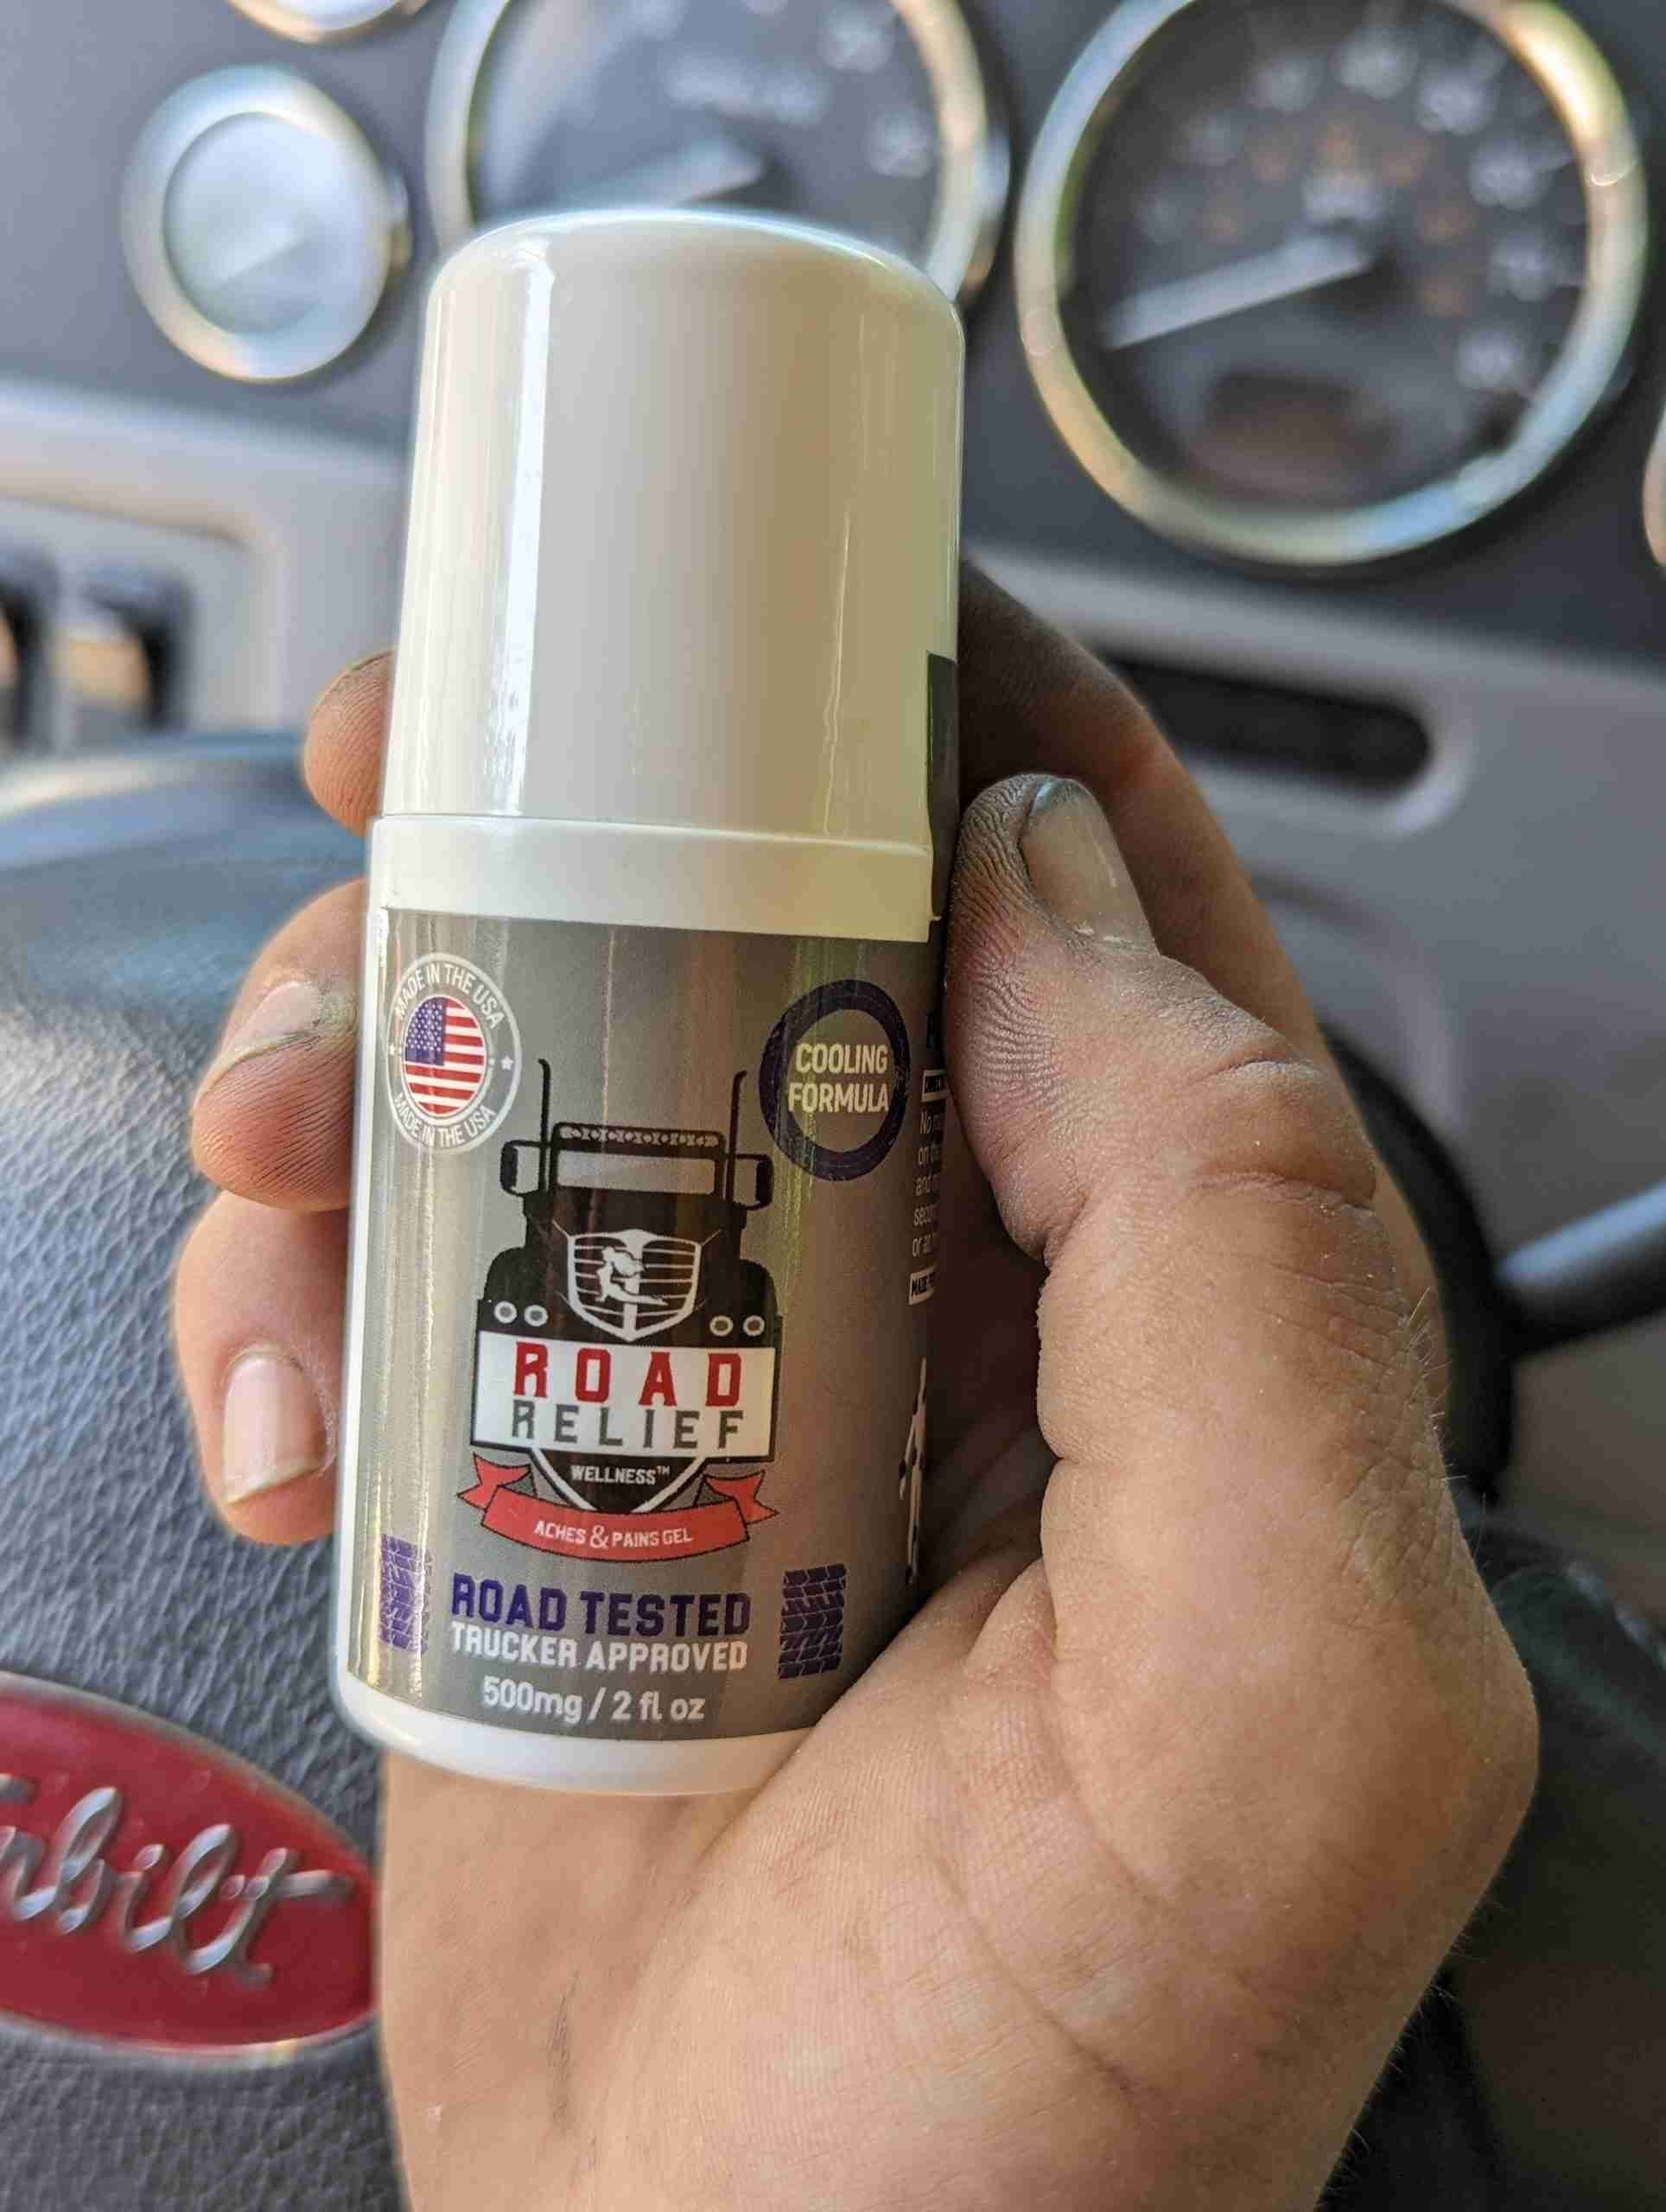 MADE IN THE USA
MADE IN THE USA
COOLING
FORMULA
ROAD
RELIEF
WELLNESS™
ACHES & PAINS GEL
ROAD TESTED
TRUCKER APPROVED
500mg / 2 fl oz